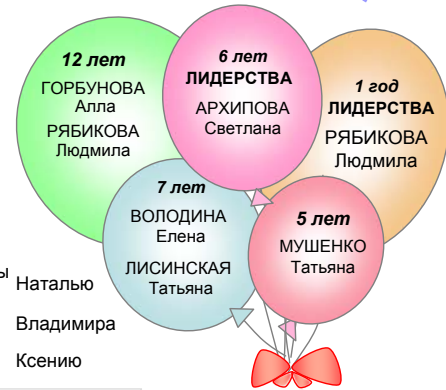 12 лет
ГОРБУНОВА
Алла
РЯБИКОВА
Людмила
6 лет
ЛИДЕРСТВА
АРХИПОВА
Светлана
1 год
ЛИДЕРСТВА
РЯБИКОВА
Людмила
7 лет
ВОЛОДИНА
Елена
ЛИСИНСКАЯ
Татьяна
5 лет
МУШЕНКО
Татьяна
ы Наталью
Владимира
Ксению